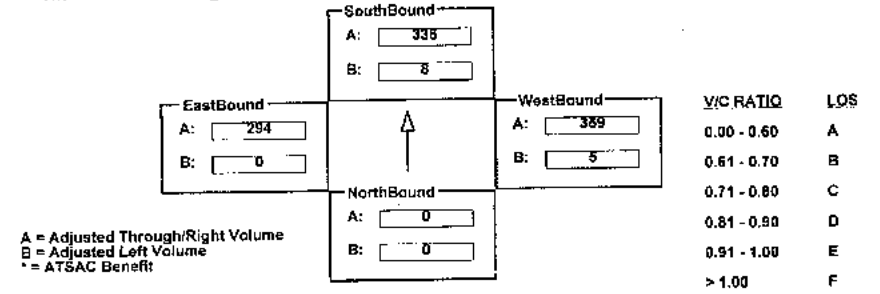 SouthBound
A: 335
B: 8
EastBound
A: 294
B: 0
WestBound
A: 359
B: 5
NorthBound
A: 0
B: 0
A = Adjusted Through/Right Volume
B = Adjusted Left Volume
* = ATSAC Benefit
V/C RATIO LOS
0.00 - 0.60 A
0.61 - 0.70 B
0.71 - 0.80 C
0.81 - 0.90 D
0.91 - 1.00 E
> 1.00 F